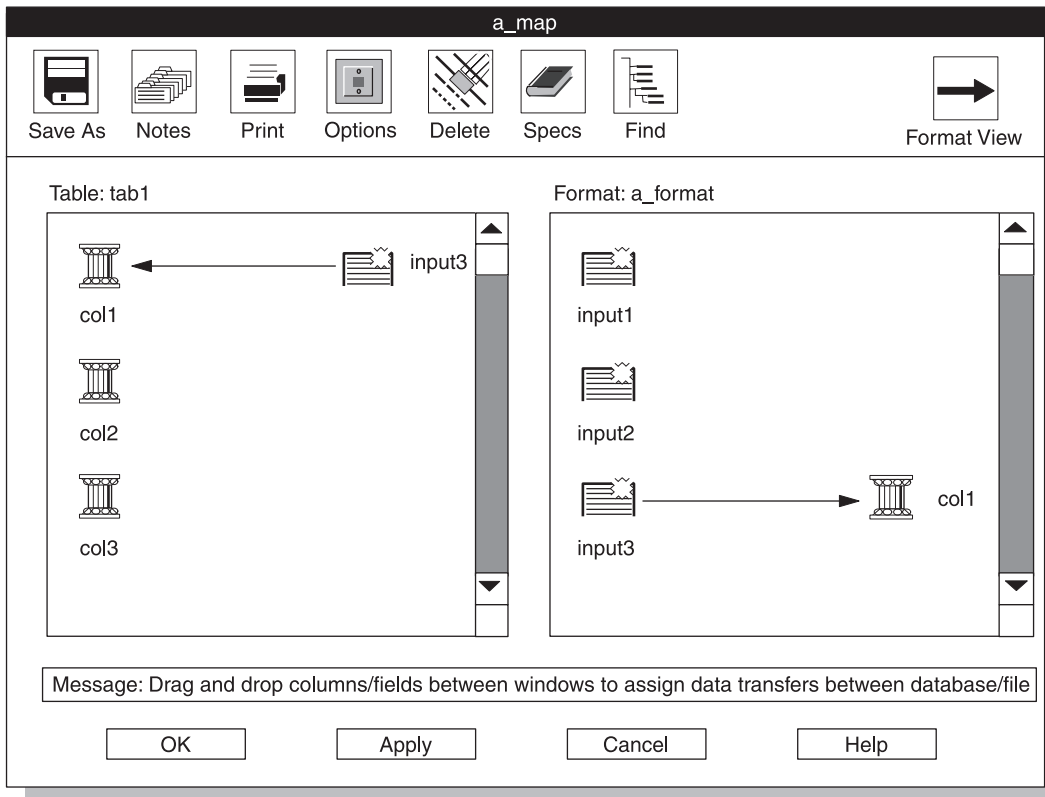 a_map
Save As Notes Print Options Delete Specs Find Format View
Table: tab1
Format: a_format
input3
col1
col2
col3
input1
input2
col1
input3
Message: Drag and drop columns/fields between windows to assign data transfers between database/file
OK Apply Cancel Help